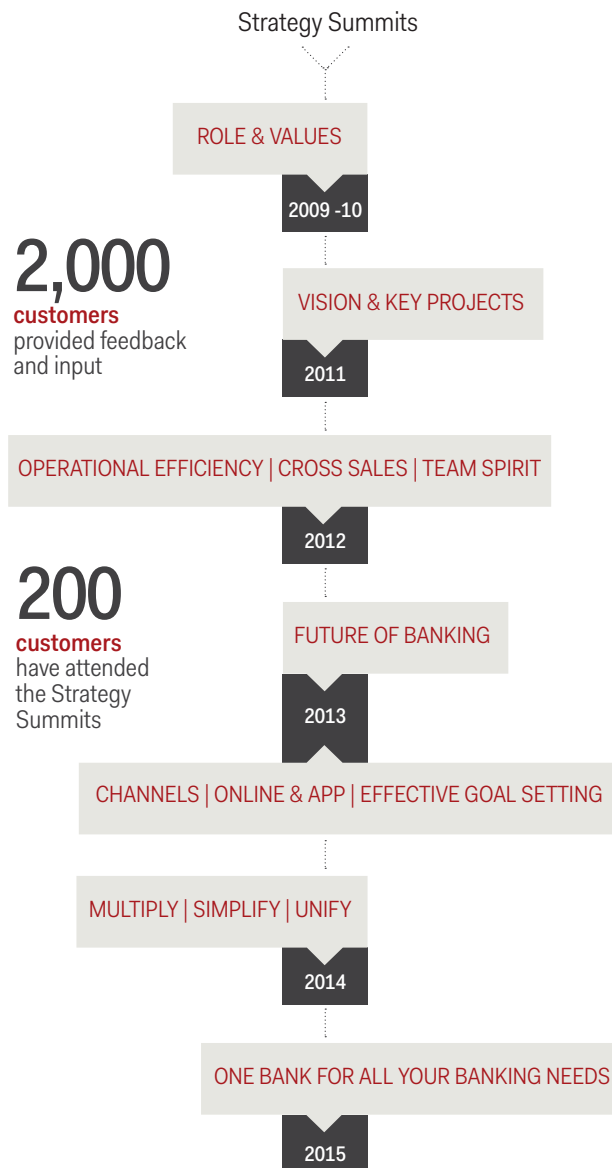 Strategy Summits
ROLE & VALUES
2009 -10
2,000
customers
provided feedback
and input
VISION & KEY PROJECTS
2011
OPERATIONAL EFFICIENCY | CROSS SALES | TEAM SPIRIT
2012
200
customers
have attended
the Strategy
Summits
FUTURE OF BANKING
2013
CHANNELS | ONLINE & APP | EFFECTIVE GOAL SETTING
MULTIPLY | SIMPLIFY | UNIFY
2014
ONE BANK FOR ALL YOUR BANKING NEEDS
2015